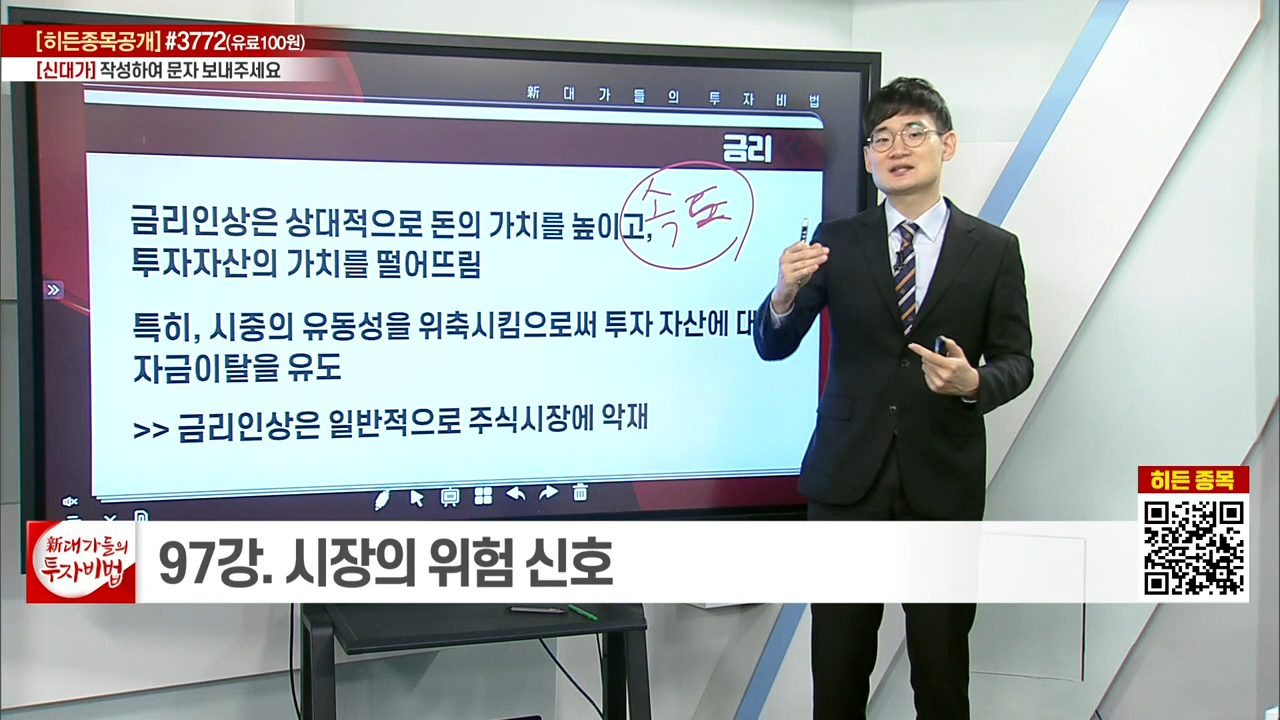 [히든종목공개] #3772(유료100원)
[신대가] 작성하여 문자 보내주세요
新대가들의 투자비법
금리
금리인상은 상대적으로 돈의 가치를 높이고,
속도
투자자산의 가치를 떨어뜨림
특히, 시중의 유동성을 위축시킴으로써 투자 자산에 대
자금이탈을 유도
>> 금리인상은 일반적으로 주식시장에 악재
히든 종목
新대가들의
투자비법
97강. 시장의 위험 신호